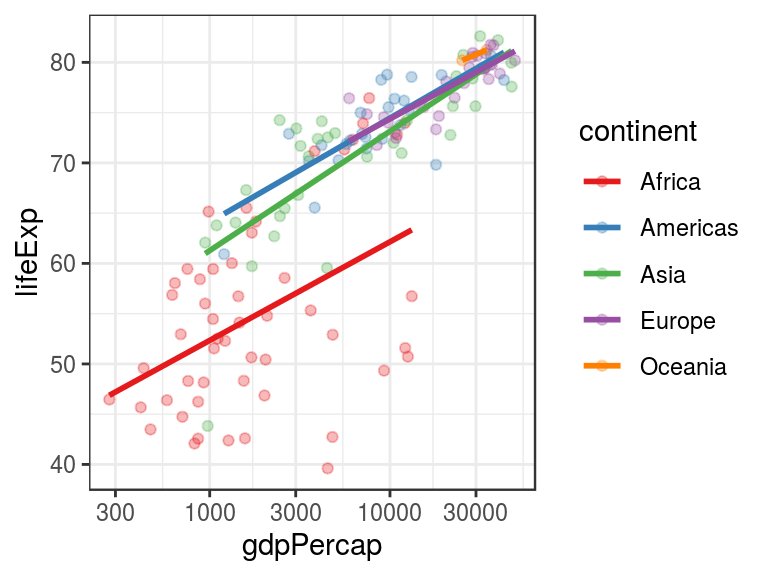 80
70
60
50
40
lifeExp
300 1000 3000 10000 30000
gdpPercap
continent
Africa
Americas
Asia
Europe
Oceania